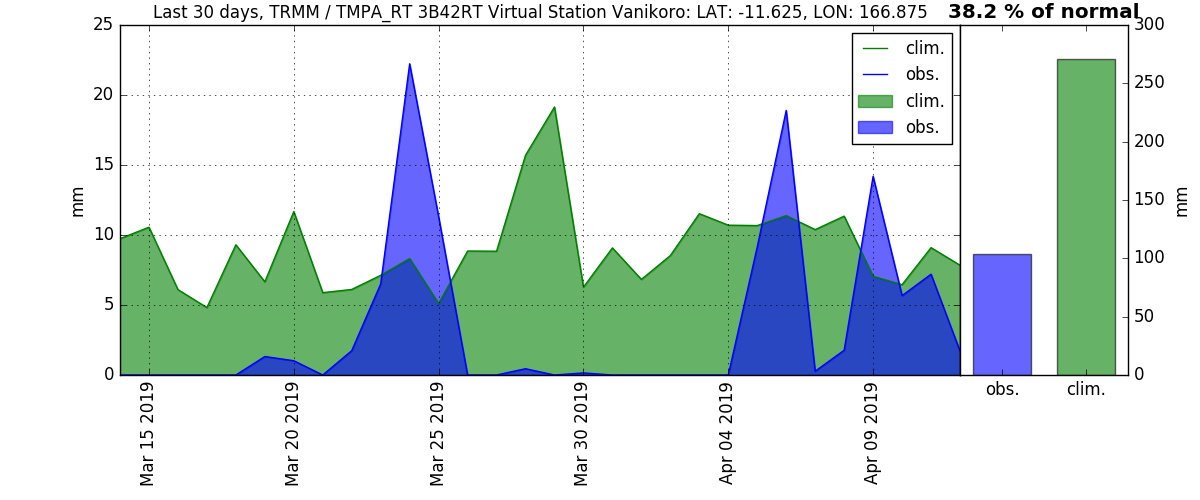 Last 30 days, TRMM / TMPA_RT 3B42RT Virtual Station Vanikoro: LAT: -11.625, LON: 166.875
38.2 % of normal
25
20
15
10
5
0
mm
clim.
obs.
clim.
obs.
Mar 15 2019
Mar 20 2019
Mar 25 2019
Mar 30 2019
Apr 04 2019
Apr 09 2019
300
250
200
150
100
50
0
mm
obs.
clim.